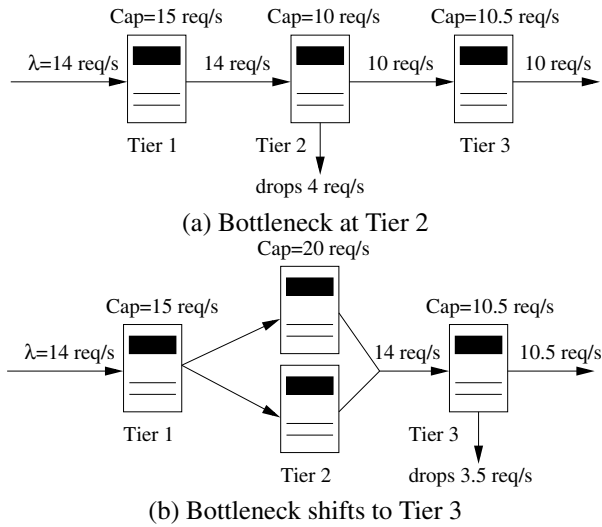 Cap=15 req/s Cap=10 req/s Cap=10.5 req/s
λ=14 req/s 14 req/s 10 req/s 10 req/s
Tier 1 Tier 2 Tier 3
drops 4 req/s
(a) Bottleneck at Tier 2
Cap=20 req/s
Cap=15 req/s Cap=10.5 req/s
λ=14 req/s 14 req/s 10.5 req/s
Tier 1 Tier 3
Tier 2 drops 3.5 req/s
(b) Bottleneck shifts to Tier 3